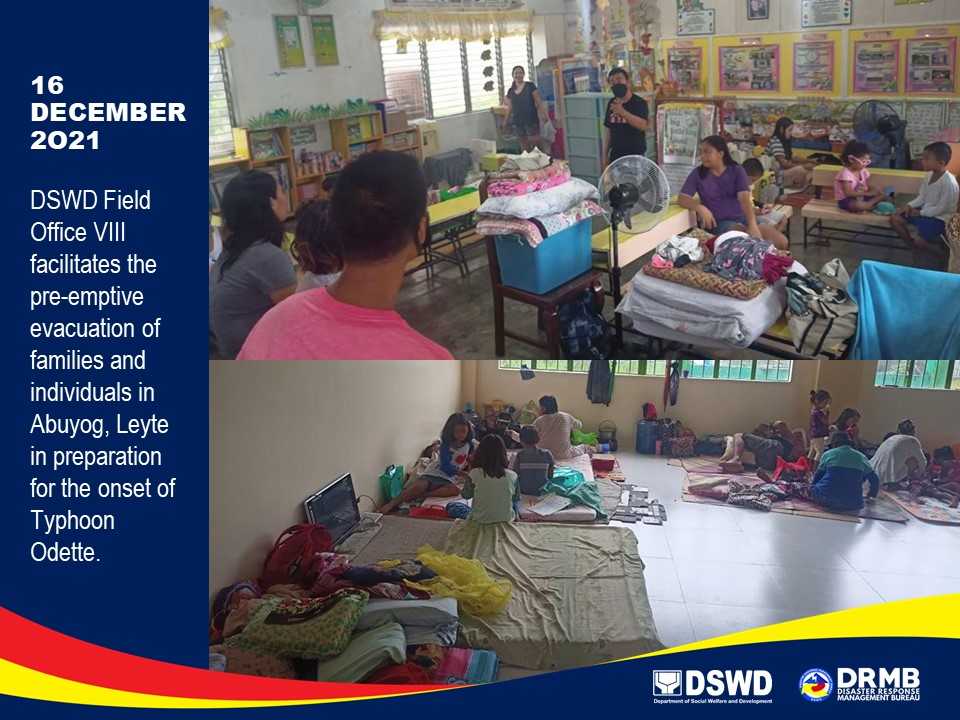 16
DECEMBER
2O21
DSWD Field
Office VIII
facilitates the
pre-emptive
evacuation of
families and
individuals in
Abuyog, Leyte
in preparation
for the onset of
Typhoon
Odette.
DSWD
Department of Social Welfare and Development
DRMB
DISASTER RESPONSE
MANAGEMENT BUREAU